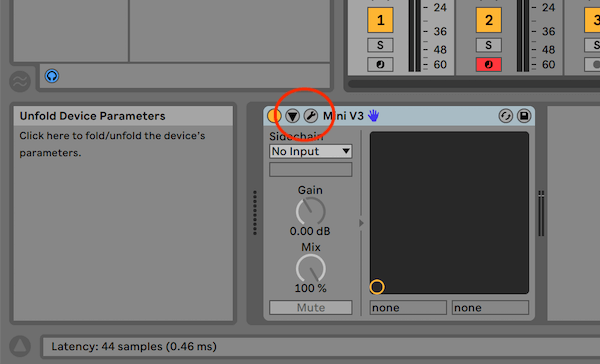 1
S
24
36
48
60
2
S
24
36
48
60
3
S
Unfold Device Parameters
Click here to fold/unfold the device's
parameters.
Mini V3
Sidechain
No Input
Gain
0.00 dB
Mix
100 %
Mute
none
none
Latency: 44 samples (0.46 ms)